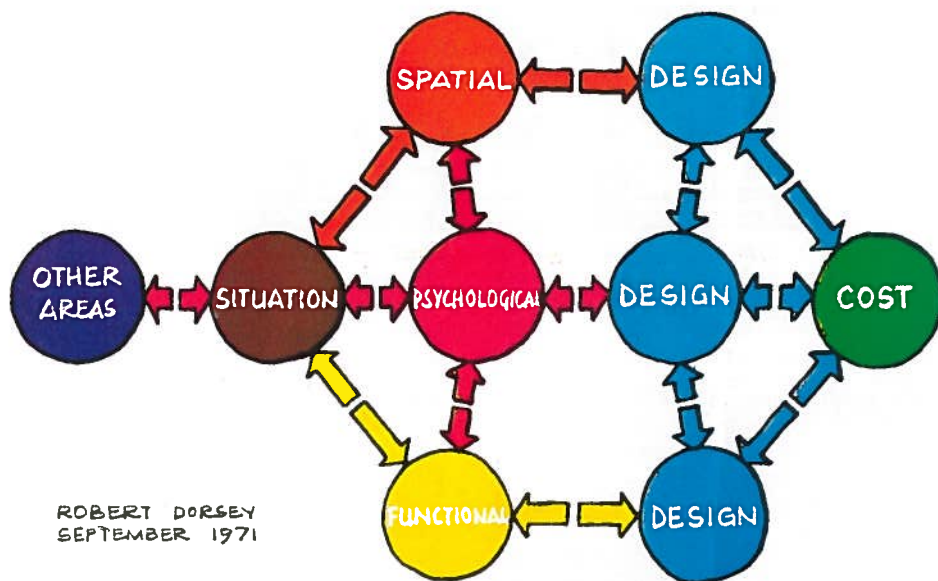 SPATIAL
DESIGN
OTHER
AREAS
SITUATION
PSYCHOLOGICAL
DESIGN
COST
FUNCTIONAL
DESIGN
ROBERT DORSEY
SEPTEMBER 1971